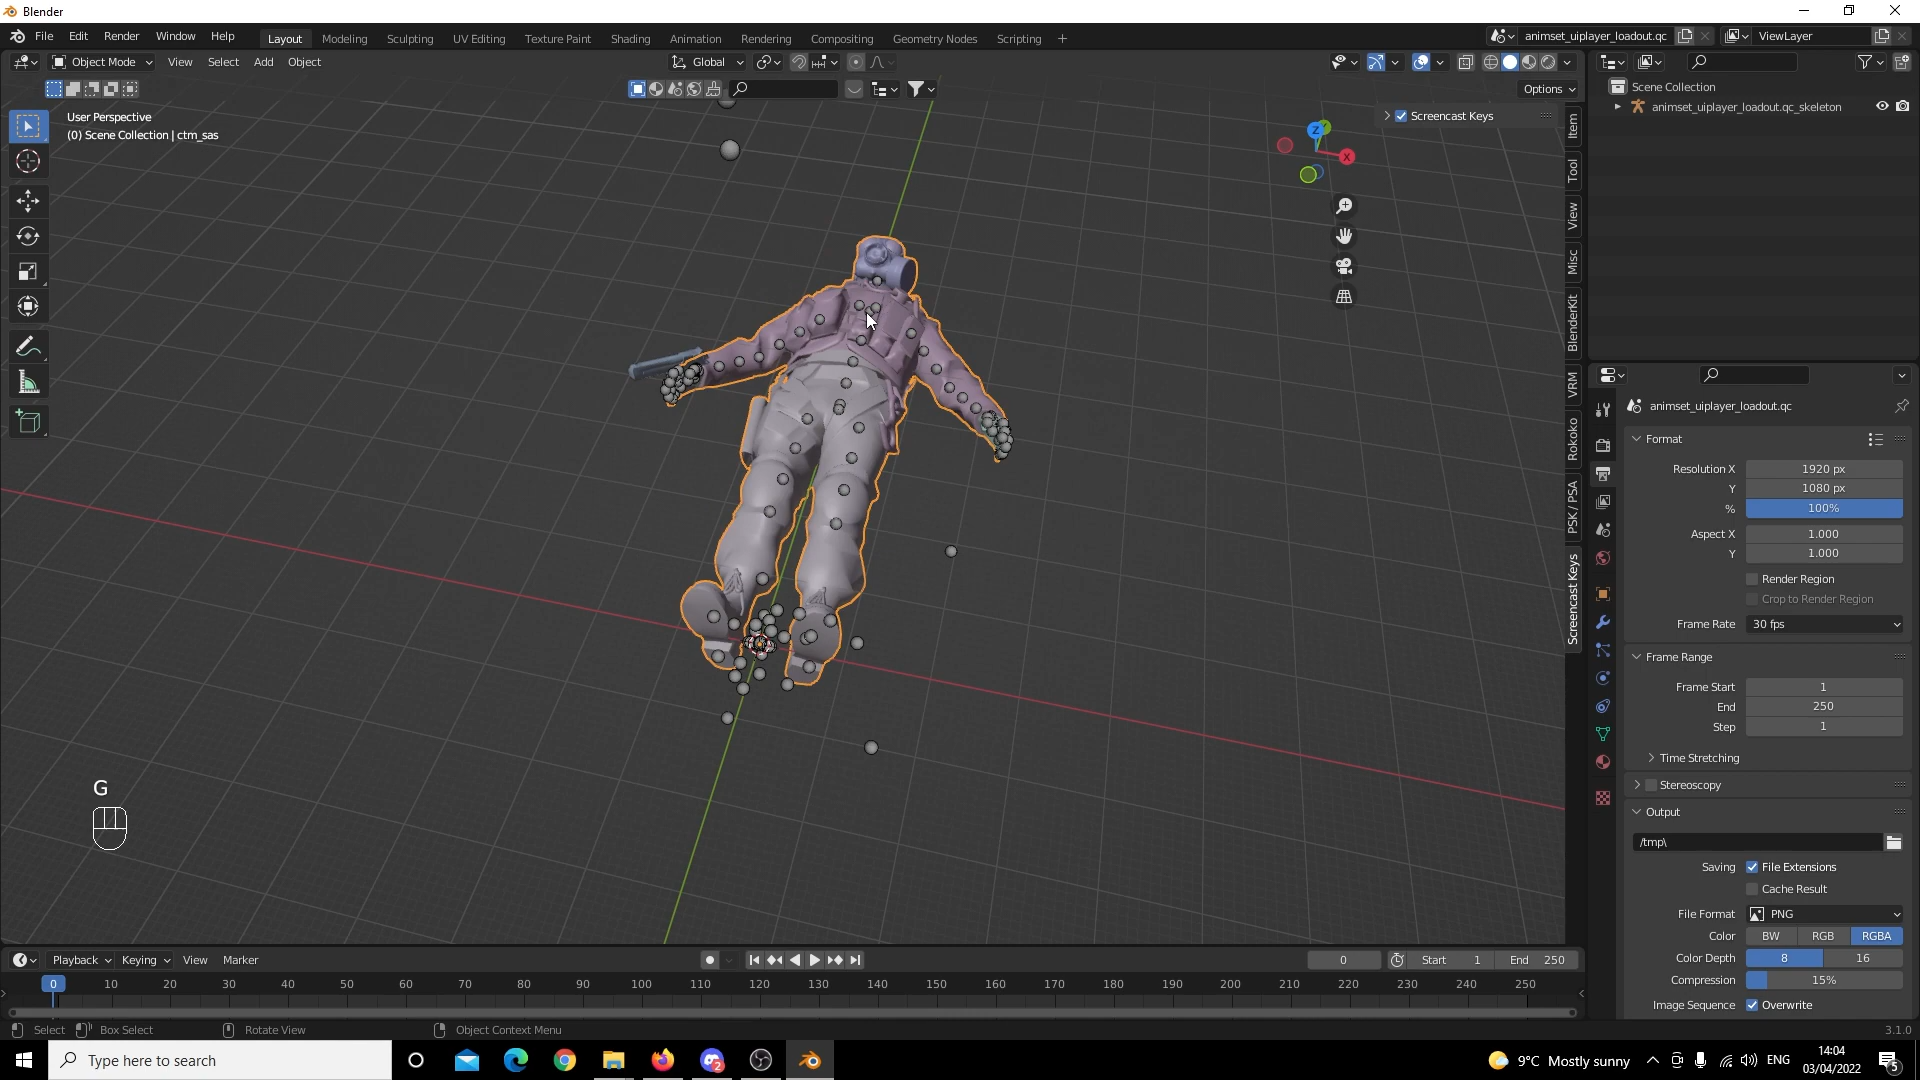 Blender
File Edit Render Window Help Layout Modeling Sculpting UV Editing Texture Paint Shading Animation Rendering Compositing Geometry Nodes Scripting + animset_uiplayer_loadout.qc ViewLayer
Object Mode View Select Add Object Global
Options
User Perspective
(0) Scene Collection | ctm_sas
Screencast Keys
Z
X
Item
Tool
View
Misc
BlenderKit
VRM
Rokoko
PSK / PSA
Screencast Keys
G
Scene Collection
animset_uiplayer_loadout.qc_skeleton
animset_uiplayer_loadout.qc
Format
Resolution X 1920 px
Y 1080 px
% 100%
Aspect X 1.000
Y 1.000
Render Region
Crop to Render Region
Frame Rate 30 fps
Frame Range
Frame Start 1
End 250
Step 1
Time Stretching
Stereoscopy
Output
/tmp\
Saving File Extensions
Cache Result
File Format PNG
Color BW RGB RGBA
Color Depth 8 16
Compression 15%
Image Sequence Overwrite
Playback Keying View Marker 0 Start 1 End 250
0 10 20 30 40 50 60 70 80 90 100 110 120 130 140 150 160 170 180 190 200 210 220 230 240 250
Select Box Select Rotate View Object Context Menu 3.1.0
Type here to search
2
9°C Mostly sunny ENG
14:04
03/04/2022
5